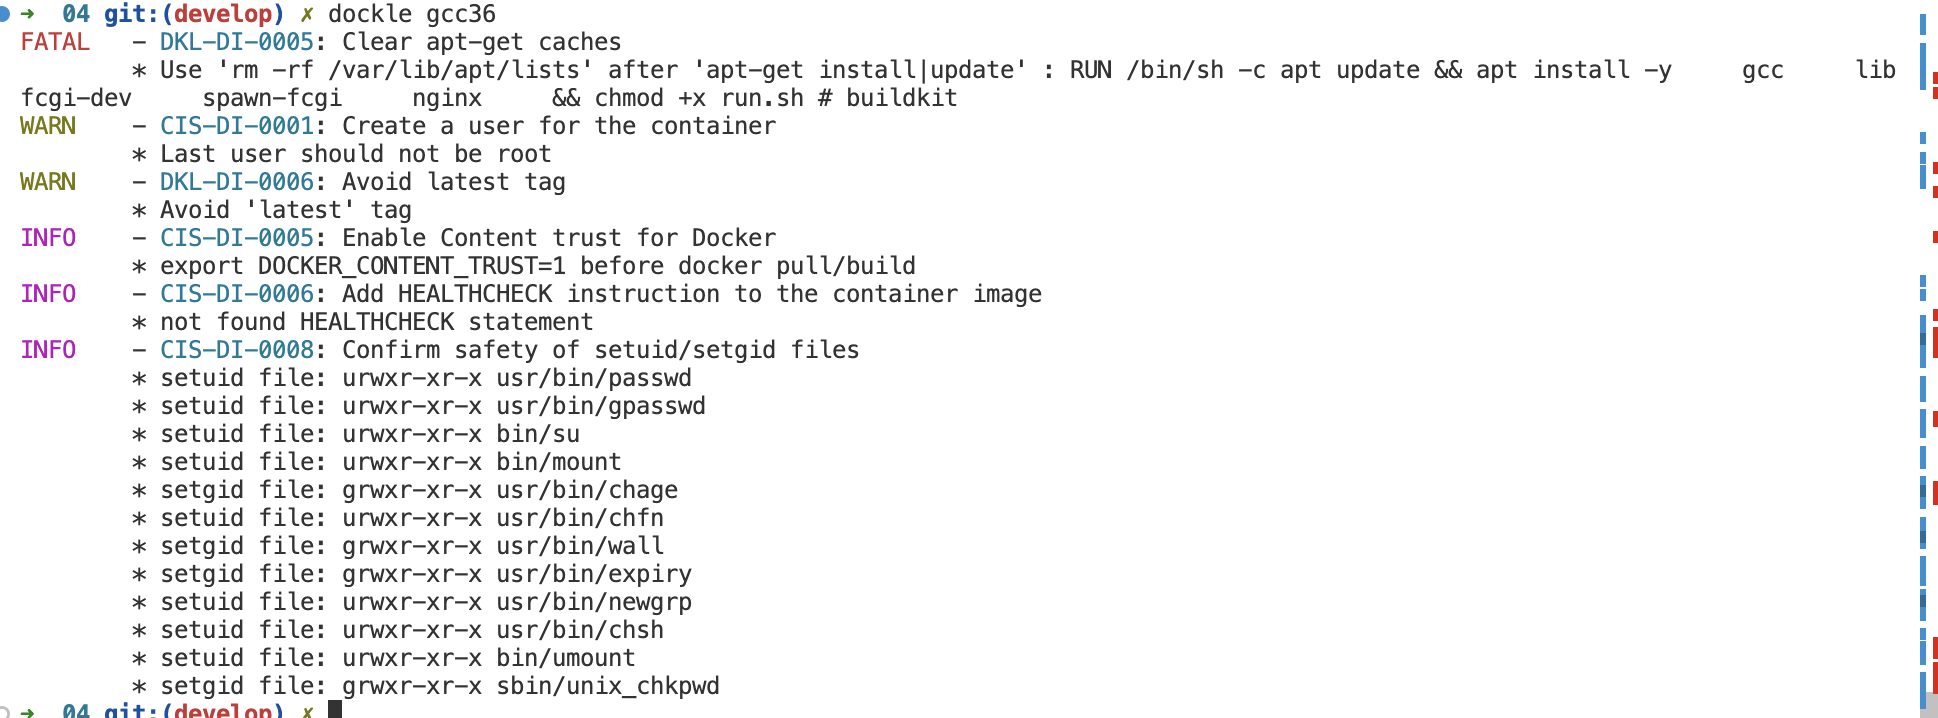 ➜  04 git:(develop) ✗ dockle gcc36
FATAL   - DKL-DI-0005: Clear apt-get caches
        * Use 'rm -rf /var/lib/apt/lists' after 'apt-get install|update' : RUN /bin/sh -c apt update && apt install -y     gcc     lib
fcgi-dev     spawn-fcgi     nginx     && chmod +x run.sh # buildkit
WARN    - CIS-DI-0001: Create a user for the container
        * Last user should not be root
WARN    - DKL-DI-0006: Avoid latest tag
        * Avoid 'latest' tag
INFO    - CIS-DI-0005: Enable Content trust for Docker
        * export DOCKER_CONTENT_TRUST=1 before docker pull/build
INFO    - CIS-DI-0006: Add HEALTHCHECK instruction to the container image
        * not found HEALTHCHECK statement
INFO    - CIS-DI-0008: Confirm safety of setuid/setgid files
        * setuid file: urwxr-xr-x usr/bin/passwd
        * setuid file: urwxr-xr-x usr/bin/gpasswd
        * setuid file: urwxr-xr-x bin/su
        * setuid file: urwxr-xr-x bin/mount
        * setgid file: grwxr-xr-x usr/bin/chage
        * setuid file: urwxr-xr-x usr/bin/chfn
        * setgid file: grwxr-xr-x usr/bin/wall
        * setgid file: grwxr-xr-x usr/bin/expiry
        * setuid file: urwxr-xr-x usr/bin/newgrp
        * setuid file: urwxr-xr-x usr/bin/chsh
        * setuid file: urwxr-xr-x bin/umount
        * setgid file: grwxr-xr-x sbin/unix_chkpwd
➜  04 git:(develop) ✗